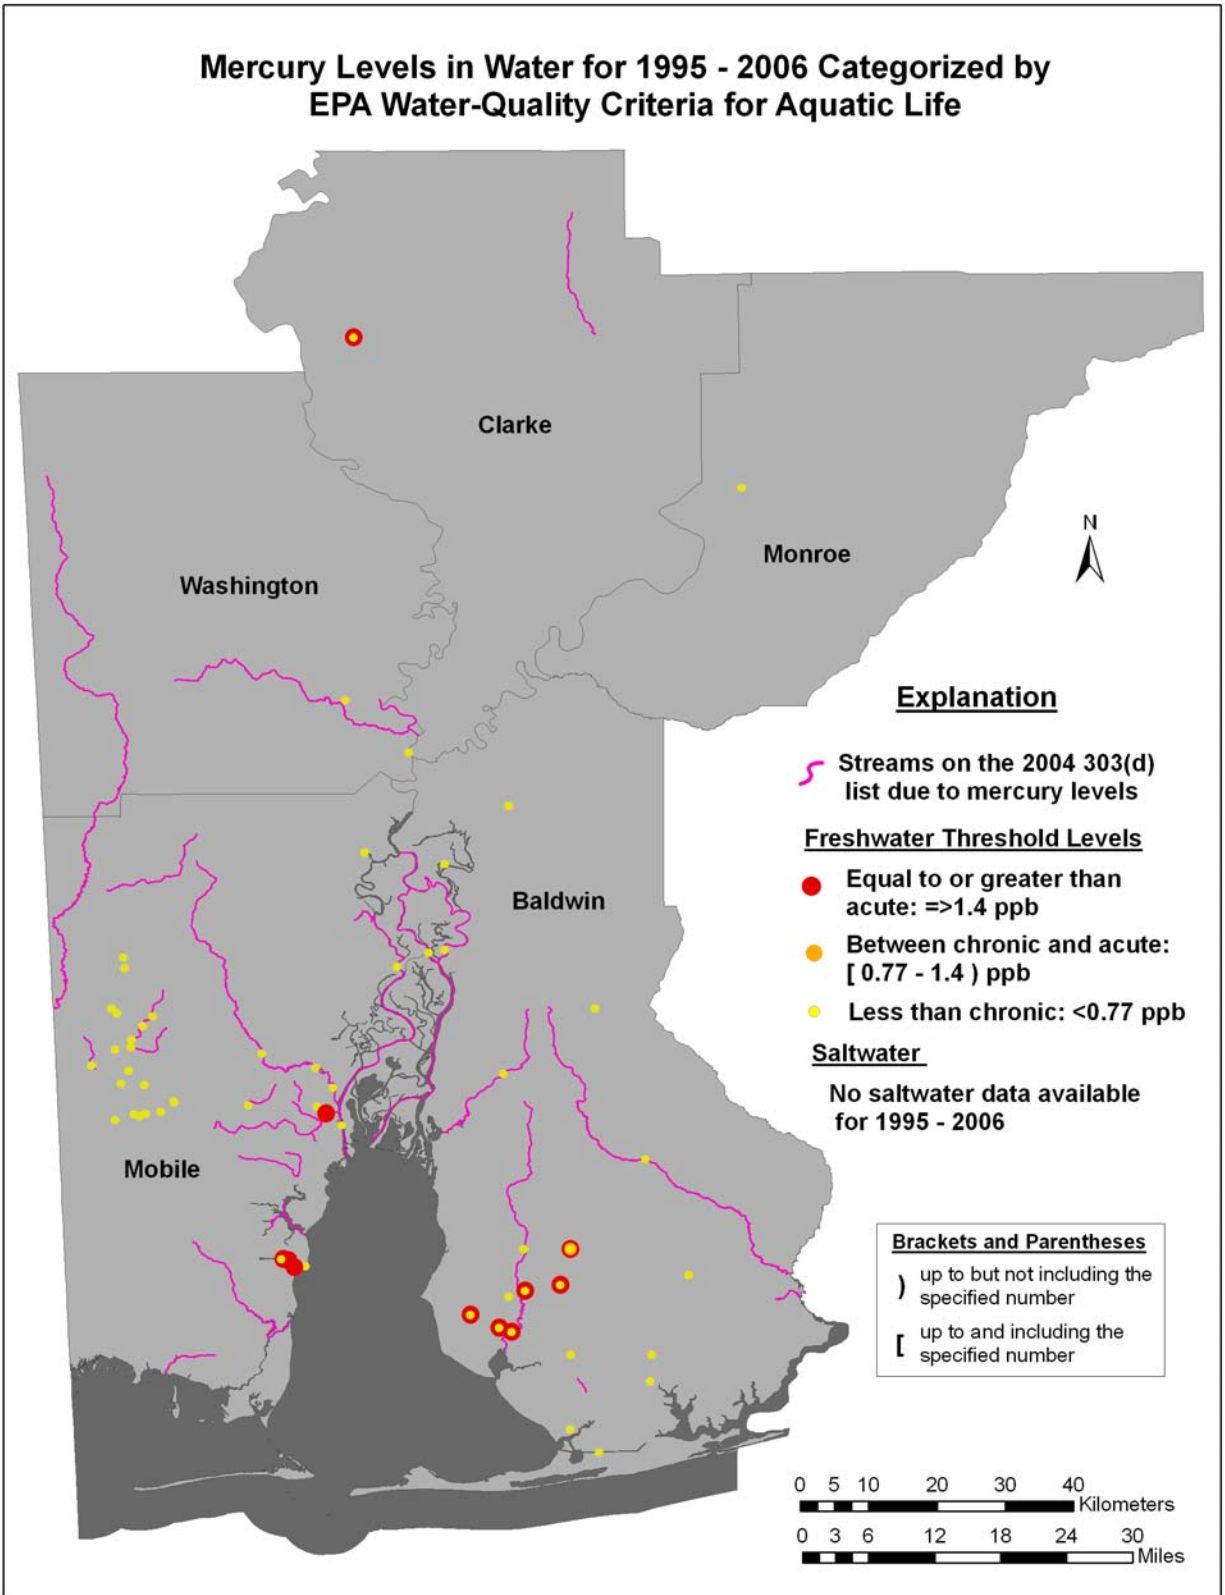 Mercury Levels in Water for 1995 - 2006 Categorized by
EPA Water-Quality Criteria for Aquatic Life
Clarke
Monroe
N
Washington
Explanation
Streams on the 2004 303(d)
list due to mercury levels
Freshwater Threshold Levels
Equal to or greater than
acute: =>1.4 ppb
Baldwin
Between chronic and acute:
[ 0.77 - 1.4 ) ppb
Less than chronic: <0.77 ppb
Saltwater
No saltwater data available
for 1995 - 2006
Mobile
Brackets and Parentheses
) up to but not including the
specified number
[ up to and including the
specified number
0 5 10 20 30 40
Kilometers
0 3 6 12 18 24 30
Miles